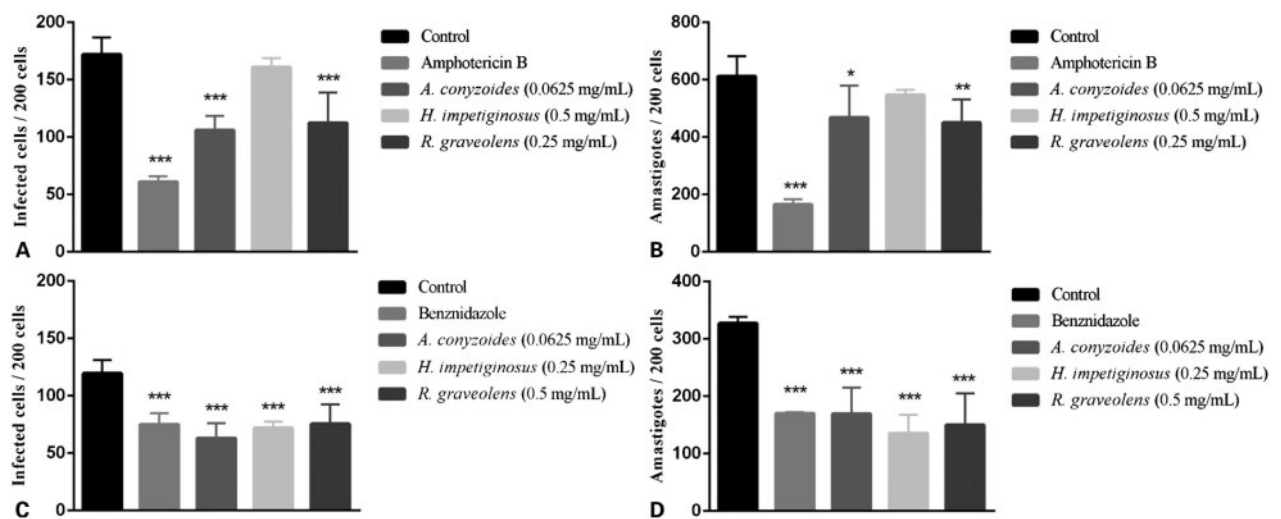 200
150
100
50
0
Infected cells / 200 cells
***
***
***
A
Control
Amphotericin B
A. conyzoides (0.0625 mg/mL)
H. impetiginosus (0.5 mg/mL)
R. graveolens (0.25 mg/mL)
800
600
400
200
0
Amastigotes / 200 cells
***
*
**
B
Control
Amphotericin B
A. conyzoides (0.0625 mg/mL)
H. impetiginosus (0.5 mg/mL)
R. graveolens (0.25 mg/mL)
200
150
100
50
0
Infected cells / 200 cells
***
***
***
***
C
Control
Benznidazole
A. conyzoides (0.0625 mg/mL)
H. impetiginosus (0.25 mg/mL)
R. graveolens (0.5 mg/mL)
400
300
200
100
0
Amastigotes / 200 cells
***
***
***
***
D
Control
Benznidazole
A. conyzoides (0.0625 mg/mL)
H. impetiginosus (0.25 mg/mL)
R. graveolens (0.5 mg/mL)